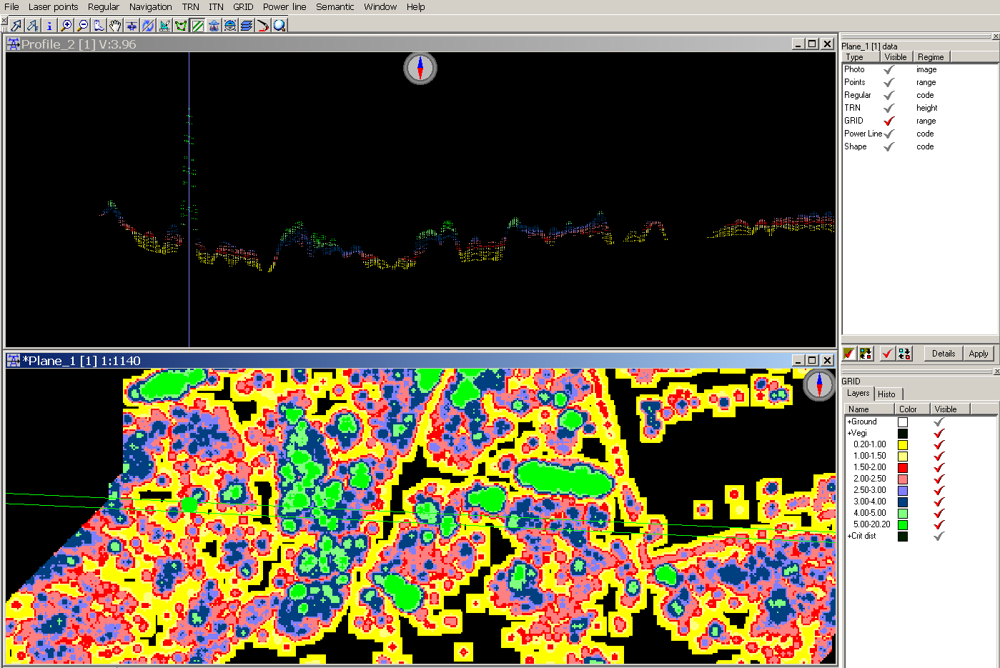 File Laser points Regular Navigation TRN ITN GRID Power line Semantic Window Help
Profile_2 [1] V:3.96
Plane_1 [1] data
Type Visible Regime
Photo image
Points range
Regular code
TRN height
GRID range
Power Line code
Shape code
Details Apply
*Plane_1 [1] 1:1140
GRID
Layers Histo
Name Color Visible
+Ground
+Vegi
0.20-1.00
1.00-1.50
1.50-2.00
2.00-2.50
2.50-3.00
3.00-4.00
4.00-5.00
5.00-20.20
+Crit dist